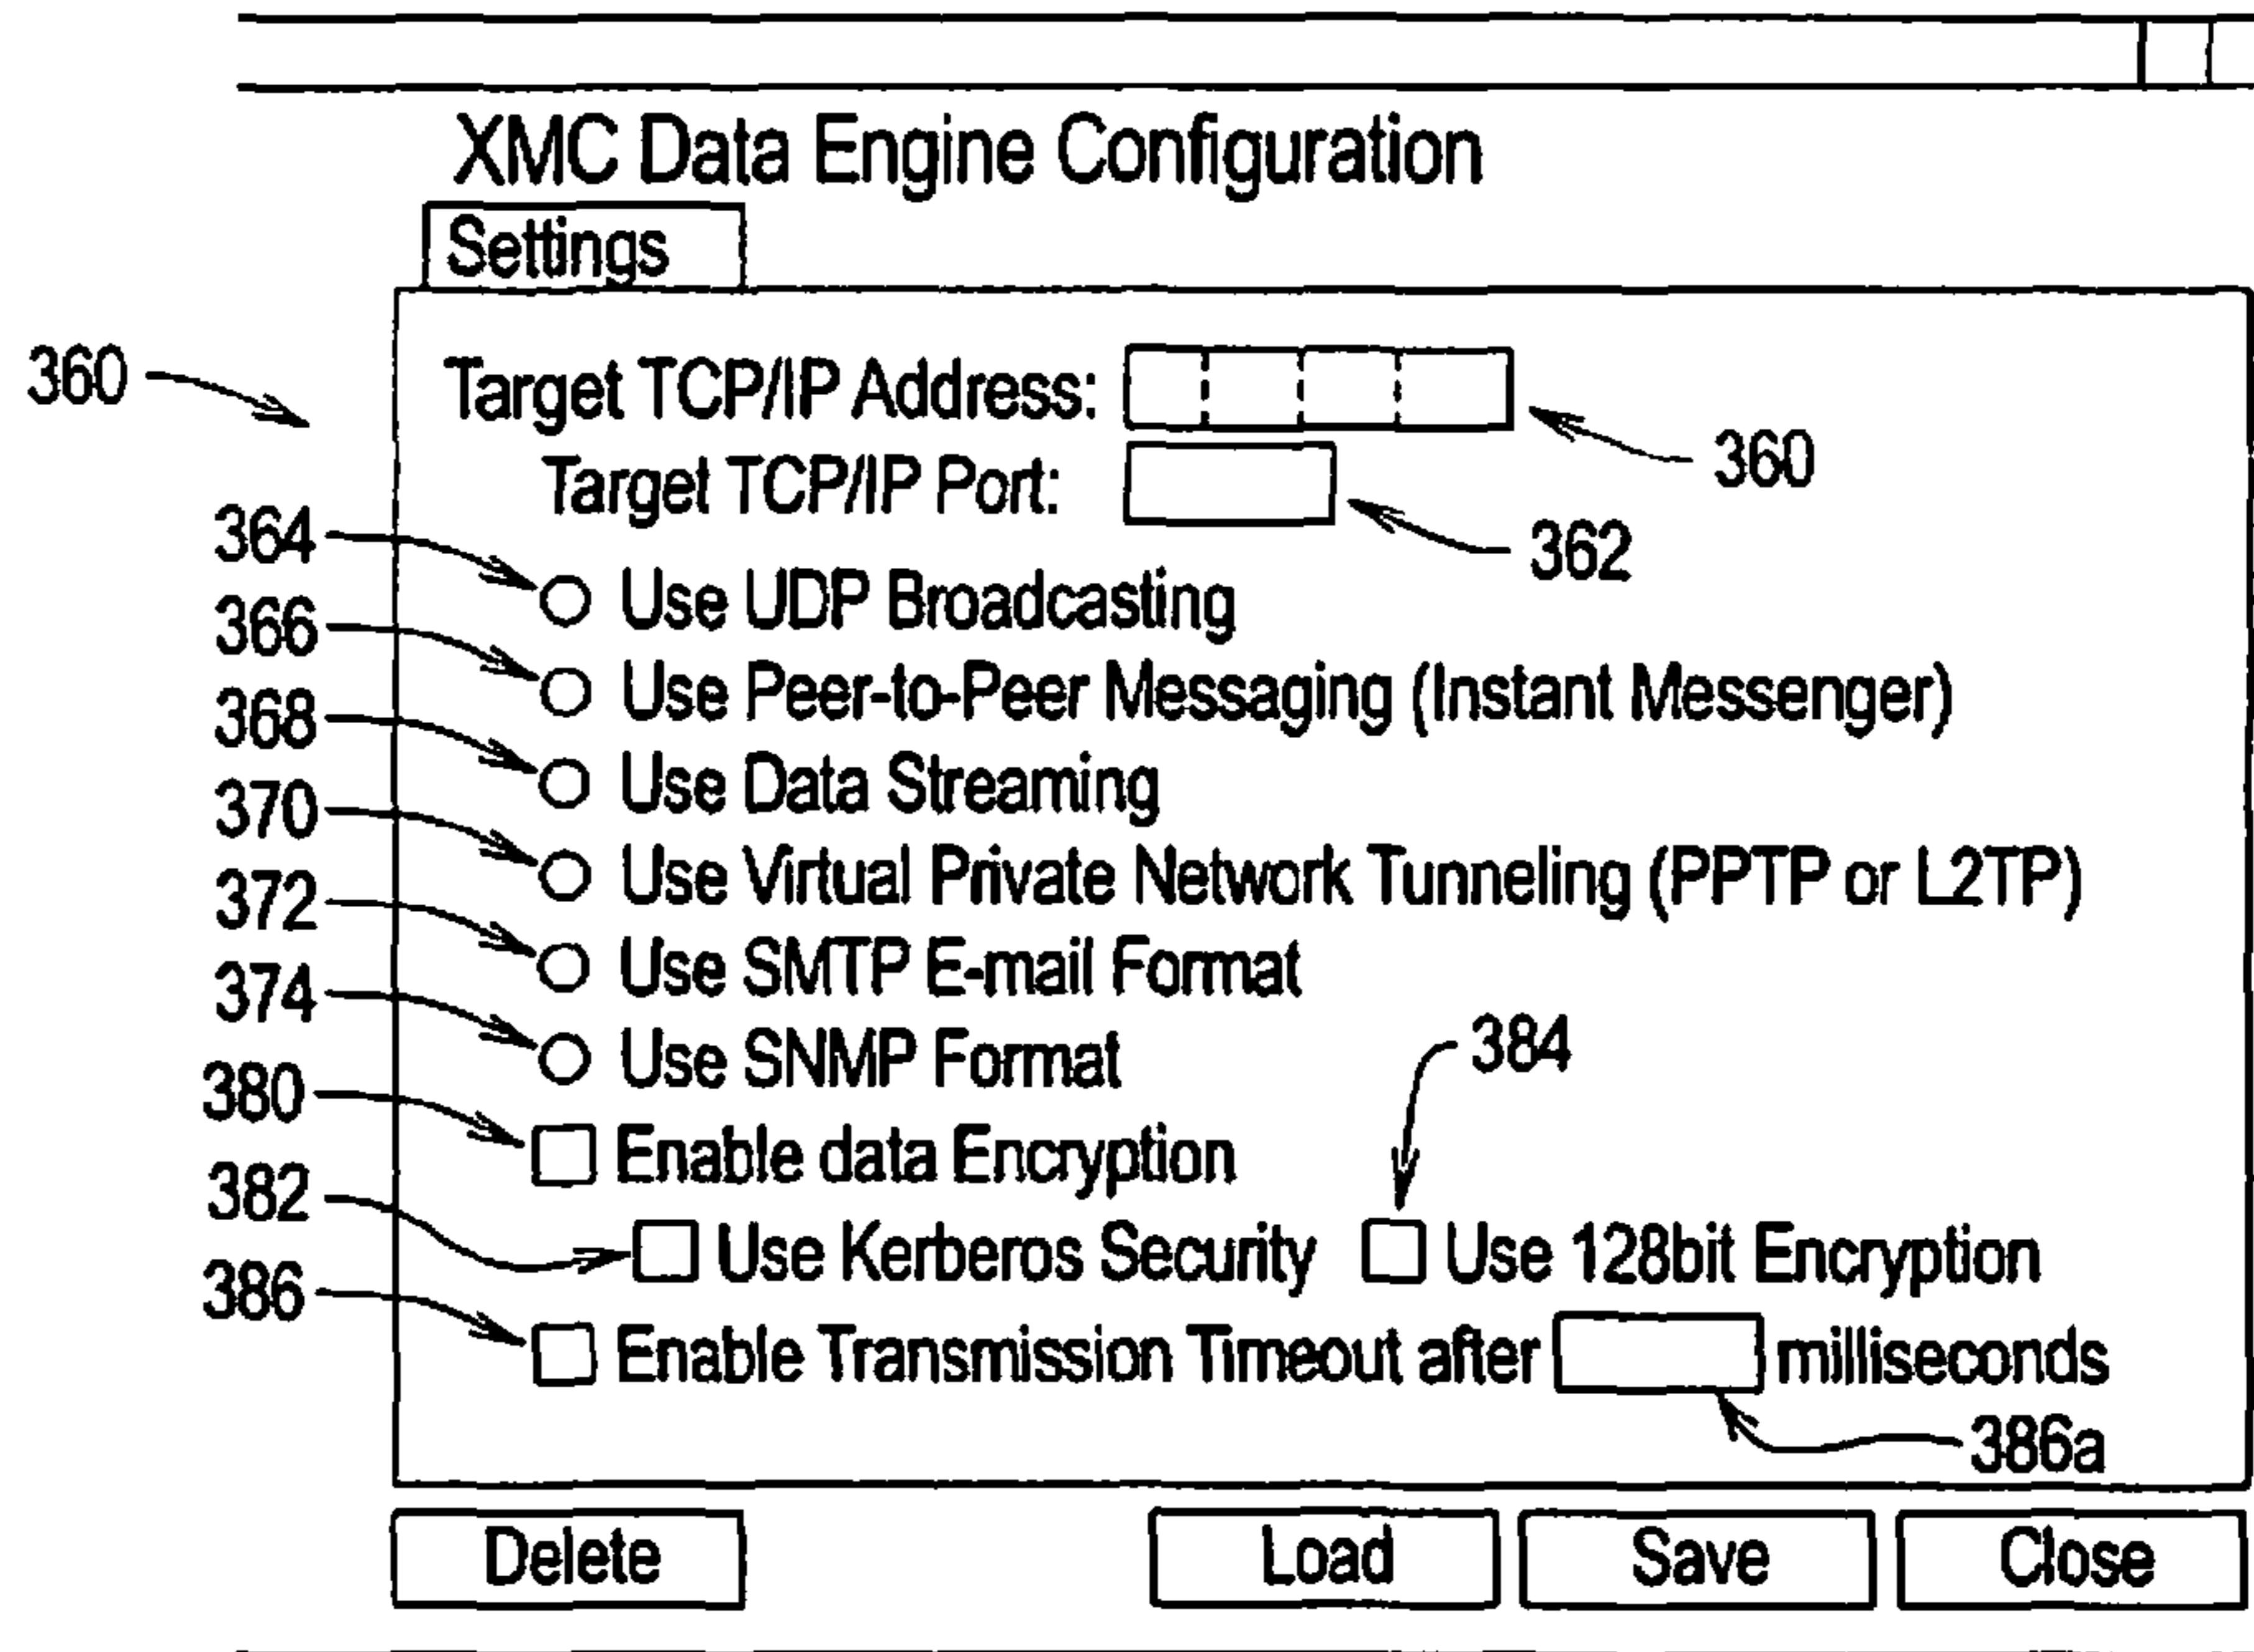 XMC Data Engine Configuration
Settings
360
Target TCP/IP Address:
360
Target TCP/IP Port:
362
364
Use UDP Broadcasting
366
Use Peer-to-Peer Messaging (Instant Messenger)
368
Use Data Streaming
370
Use Virtual Private Network Tunneling (PPTP or L2TP)
372
Use SMTP E-mail Format
374
Use SNMP Format
384
380
Enable data Encryption
382
Use Kerberos Security Use 128bit Encryption
386
Enable Transmission Timeout after milliseconds
386a
Delete Load Save Close